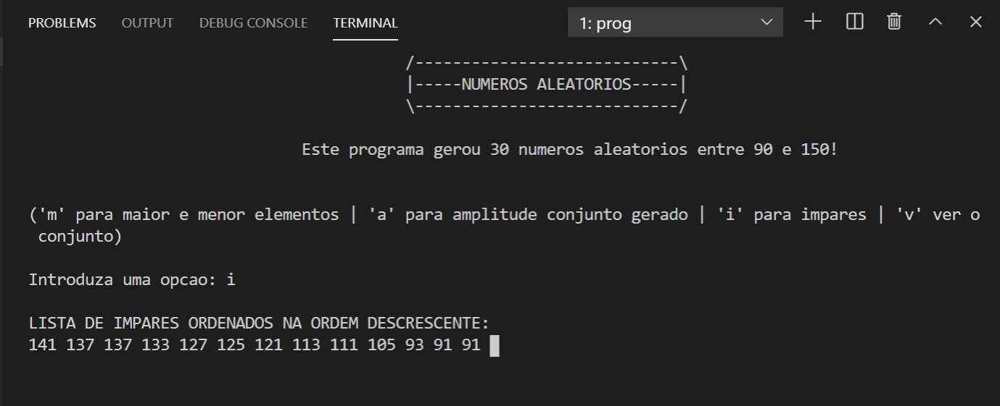 PROBLEMS OUTPUT DEBUG CONSOLE TERMINAL 1: prog
/----------------------------\
|-----NUMEROS ALEATORIOS-----|
\----------------------------/
Este programa gerou 30 numeros aleatorios entre 90 e 150!
('m' para maior e menor elementos | 'a' para amplitude conjunto gerado | 'i' para impares | 'v' ver o
conjunto)
Introduza uma opcao: i
LISTA DE IMPARES ORDENADOS NA ORDEM DESCRESCENTE:
141 137 137 133 127 125 121 113 111 105 93 91 91